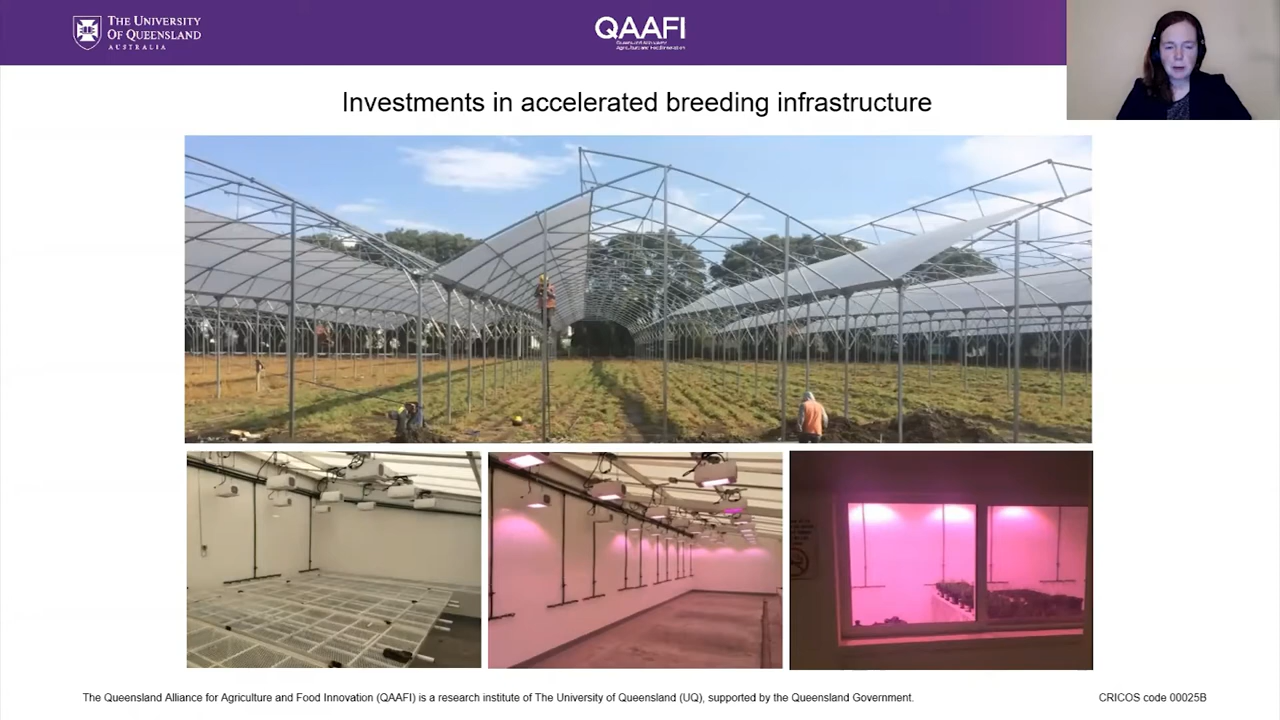 THE UNIVERSITY
OF QUEENSLAND
AUSTRALIA
QAAFI
Investments in accelerated breeding infrastructure
The Queensland Alliance for Agriculture and Food Innovation (QAAFI) is a research institute of The University of Queensland (UQ), supported by the Queensland Government.
CRICOS code 00025B